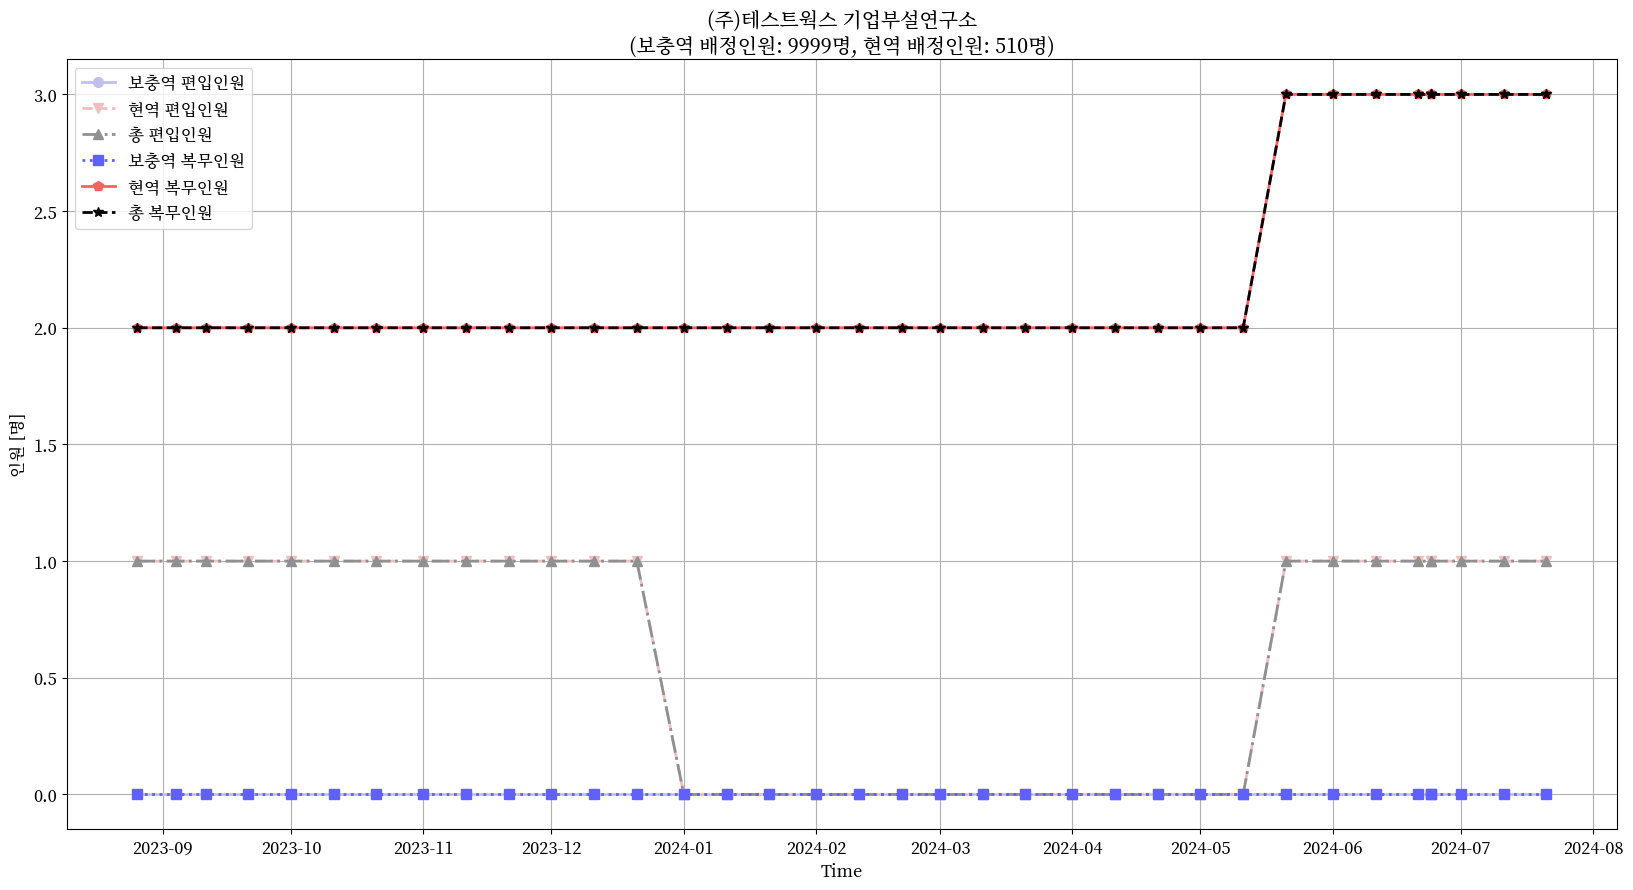 (주)테스트웍스 기업부설연구소
(보충역 배정인원: 9999명, 현역 배정인원: 510명)
보충역 편입인원
현역 편입인원
총 편입인원
보충역 복무인원
현역 복무인원
총 복무인원
3.0
2.5
2.0
1.5
1.0
0.5
0.0
인원 [명]
2023-09 2023-10 2023-11 2023-12 2024-01 2024-02 2024-03 2024-04 2024-05 2024-06 2024-07 2024-08
Time